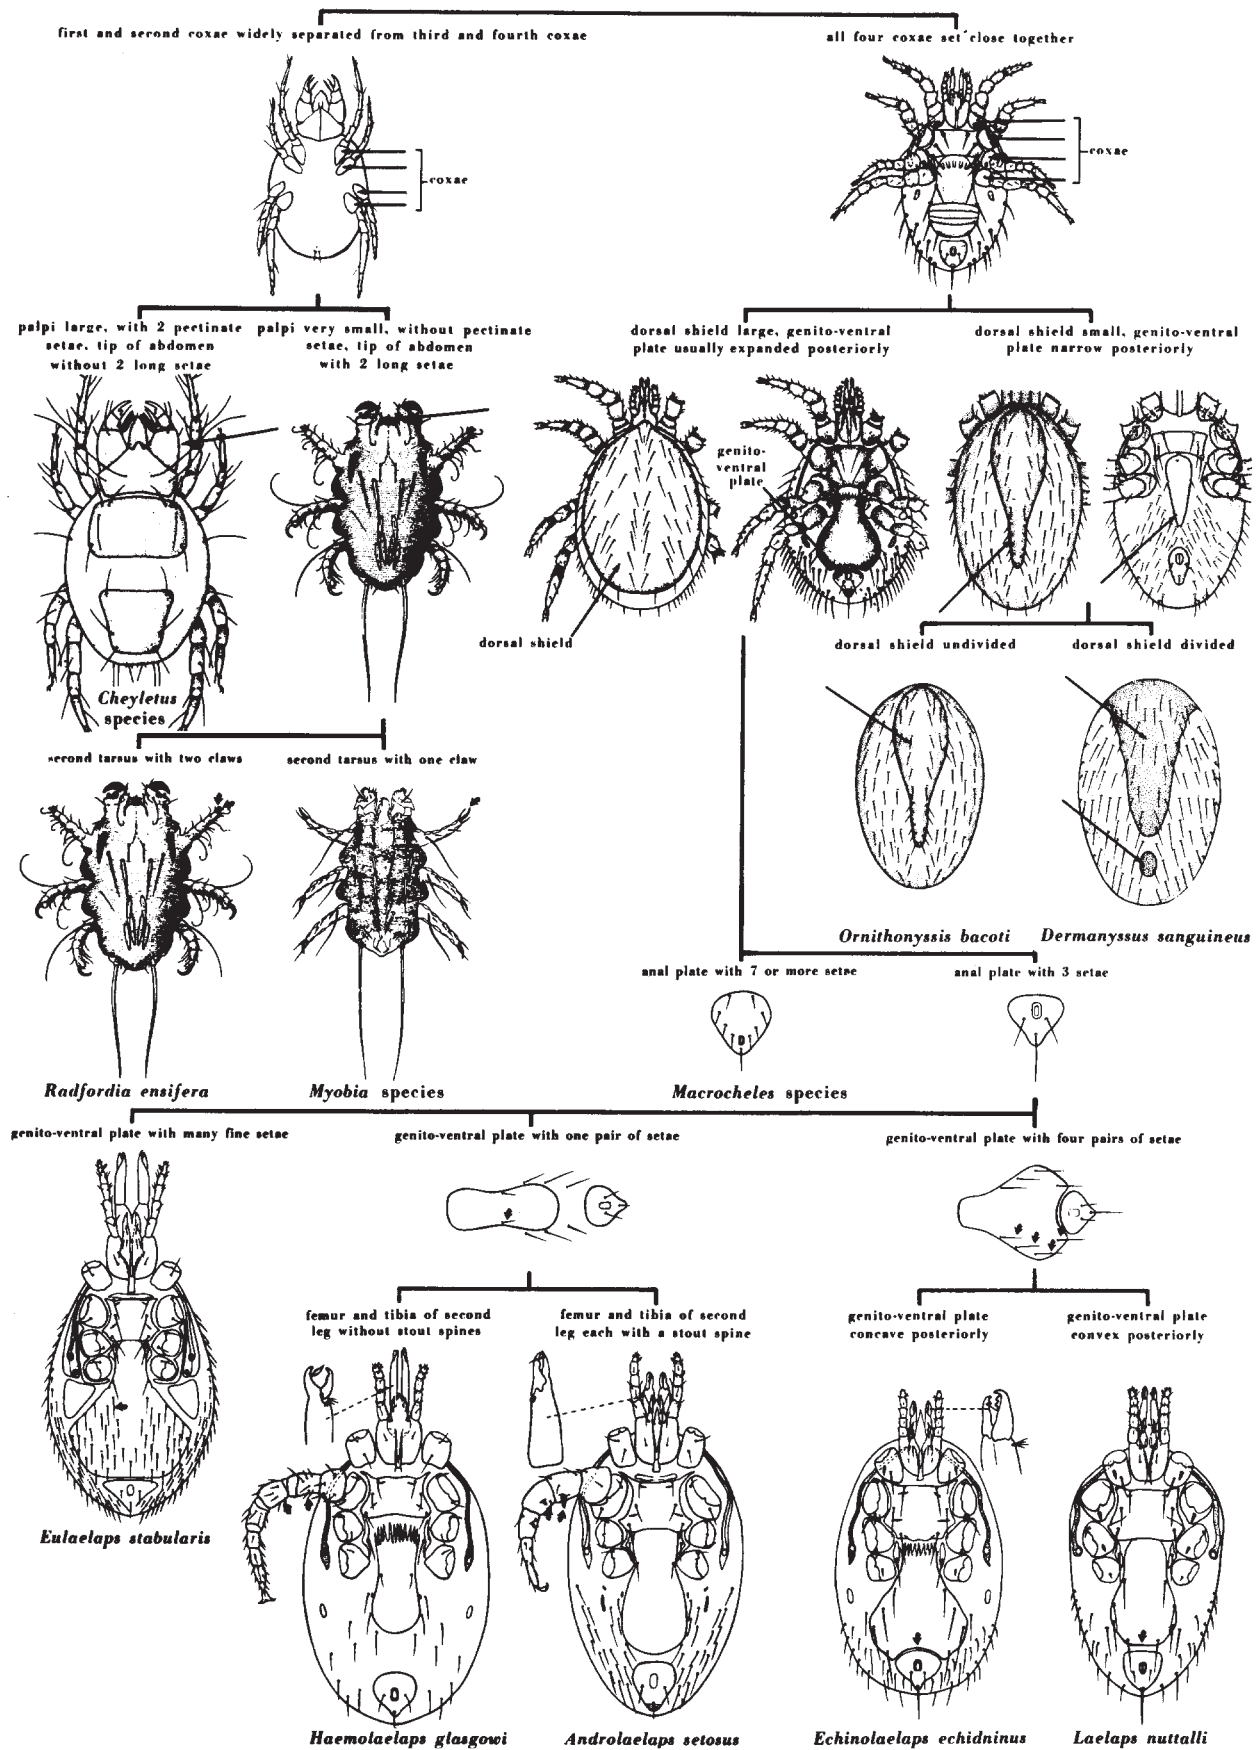 first and second coxae widely separated from third and fourth coxae
all four coxae set close together
coxae
coxae
palpi large, with 2 pectinate
setae, tip of abdomen
without 2 long setae
palpi very small, without pectinate
setae, tip of abdomen
with 2 long setae
dorsal shield large, genito-ventral
plate usually expanded posteriorly
dorsal shield small, genito-ventral
plate narrow posteriorly
genito-
ventral
plate
dorsal shield
Cheyletus
species
dorsal shield undivided
dorsal shield divided
second tarsus with two claws
second tarsus with one claw
Ornithonyssis bacoti
Dermanyssus sanguineus
anal plate with 7 or more setae
anal plate with 3 setae
Radfordia ensifera
Myobia species
Macrocheles species
genito-ventral plate with many fine setae
genito-ventral plate with one pair of setae
genito-ventral plate with four pairs of setae
femur and tibia of second
leg without stout spines
femur and tibia of second
leg each with a stout spine
genito-ventral plate
concave posteriorly
genito-ventral plate
convex posteriorly
Eulaelaps stabularis
Haemolaelaps glasgowi
Androlaelaps setosus
Echinolaelaps echidninus
Laelaps nuttalli